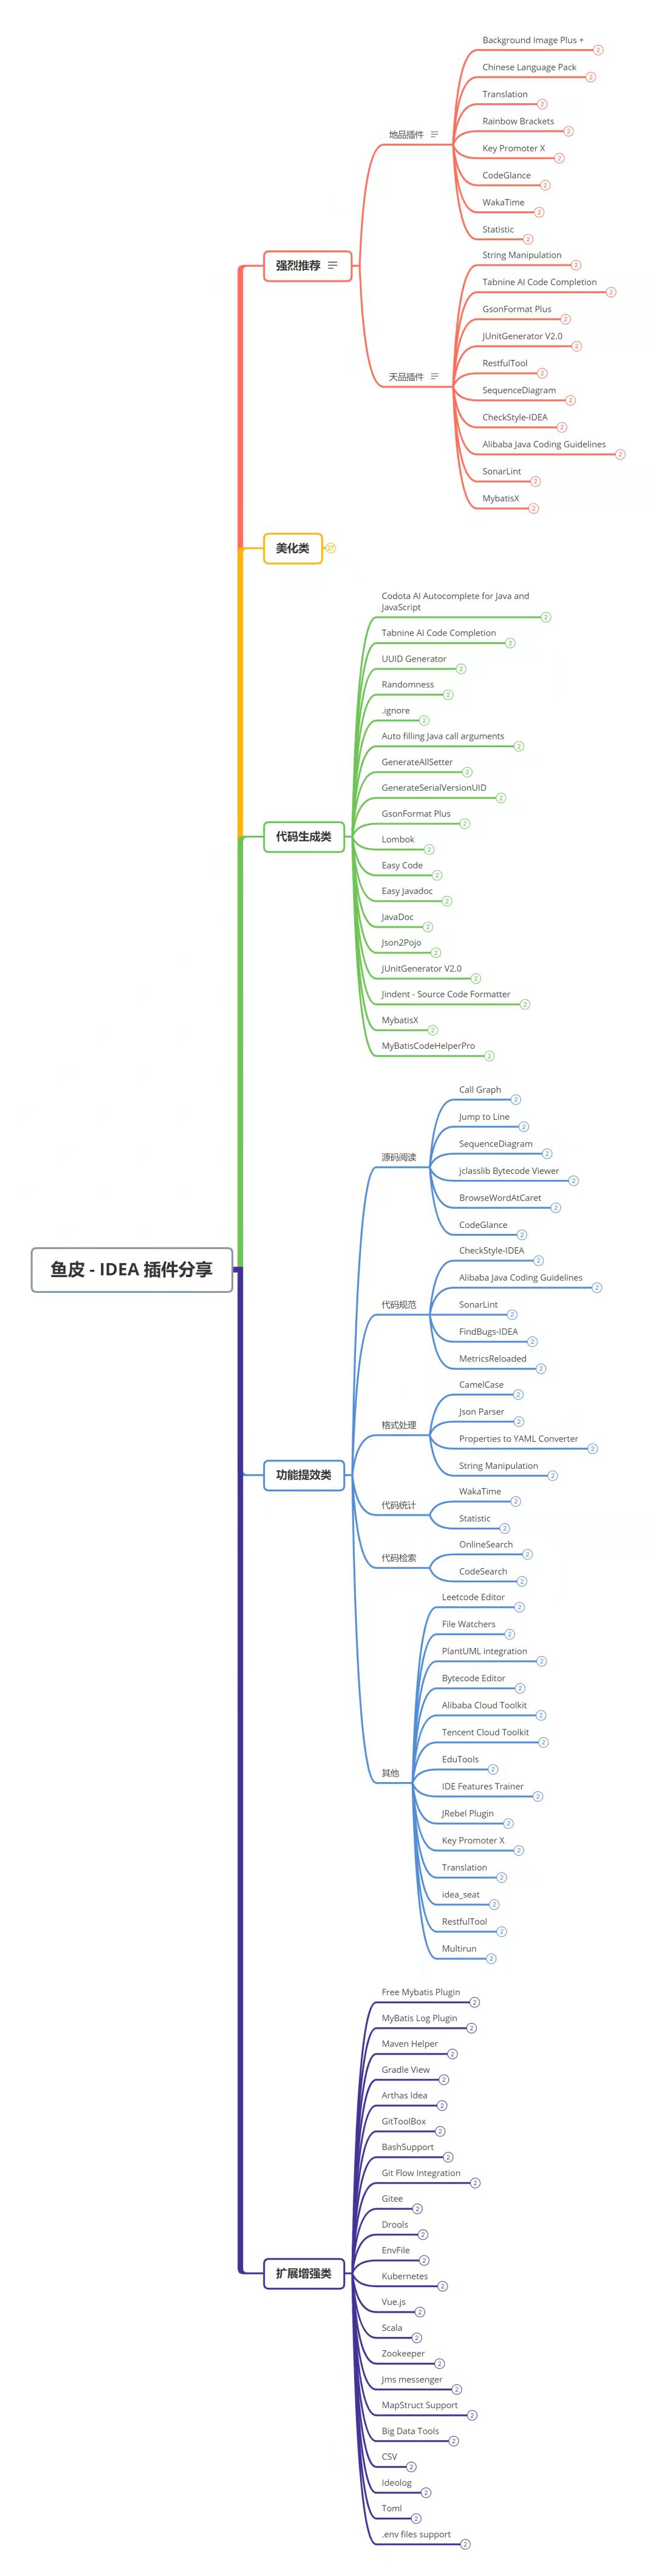 鱼皮 - IDEA 插件分享
强烈推荐
地品插件
Background Image Plus +
2
Chinese Language Pack
2
Translation
2
Rainbow Brackets
2
Key Promoter X
2
CodeGlance
2
WakaTime
2
Statistic
2
天品插件
String Manipulation
2
Tabnine AI Code Completion
2
GsonFormat Plus
2
JUnitGenerator V2.0
2
RestfulTool
2
SequenceDiagram
2
CheckStyle-IDEA
2
Alibaba Java Coding Guidelines
2
SonarLint
2
MybatisX
2
美化类
27
代码生成类
Codota AI Autocomplete for Java and
JavaScript
2
Tabnine AI Code Completion
2
UUID Generator
2
Randomness
2
.ignore
2
Auto filling Java call arguments
2
GenerateAllSetter
2
GenerateSerialVersionUID
2
GsonFormat Plus
2
Lombok
2
Easy Code
2
Easy Javadoc
2
JavaDoc
2
Json2Pojo
2
JUnitGenerator V2.0
2
Jindent - Source Code Formatter
2
MybatisX
2
MyBatisCodeHelperPro
2
功能提效类
源码阅读
Call Graph
2
Jump to Line
2
SequenceDiagram
2
jclasslib Bytecode Viewer
2
BrowseWordAtCaret
2
CodeGlance
2
代码规范
CheckStyle-IDEA
2
Alibaba Java Coding Guidelines
2
SonarLint
2
FindBugs-IDEA
2
MetricsReloaded
2
格式处理
CamelCase
2
Json Parser
2
Properties to YAML Converter
2
String Manipulation
2
代码统计
WakaTime
2
Statistic
2
代码检索
OnlineSearch
2
CodeSearch
2
其他
Leetcode Editor
2
File Watchers
2
PlantUML integration
2
Bytecode Editor
2
Alibaba Cloud Toolkit
2
Tencent Cloud Toolkit
2
EduTools
2
IDE Features Trainer
2
JRebel Plugin
2
Key Promoter X
2
Translation
2
idea_seat
2
RestfulTool
2
Multirun
2
扩展增强类
Free Mybatis Plugin
2
MyBatis Log Plugin
2
Maven Helper
2
Gradle View
2
Arthas Idea
2
GitToolBox
2
BashSupport
2
Git Flow Integration
2
Gitee
2
Drools
2
EnvFile
2
Kubernetes
2
Vue.js
2
Scala
2
Zookeeper
2
Jms messenger
2
MapStruct Support
2
Big Data Tools
2
CSV
2
Ideolog
2
Toml
2
.env files support
2